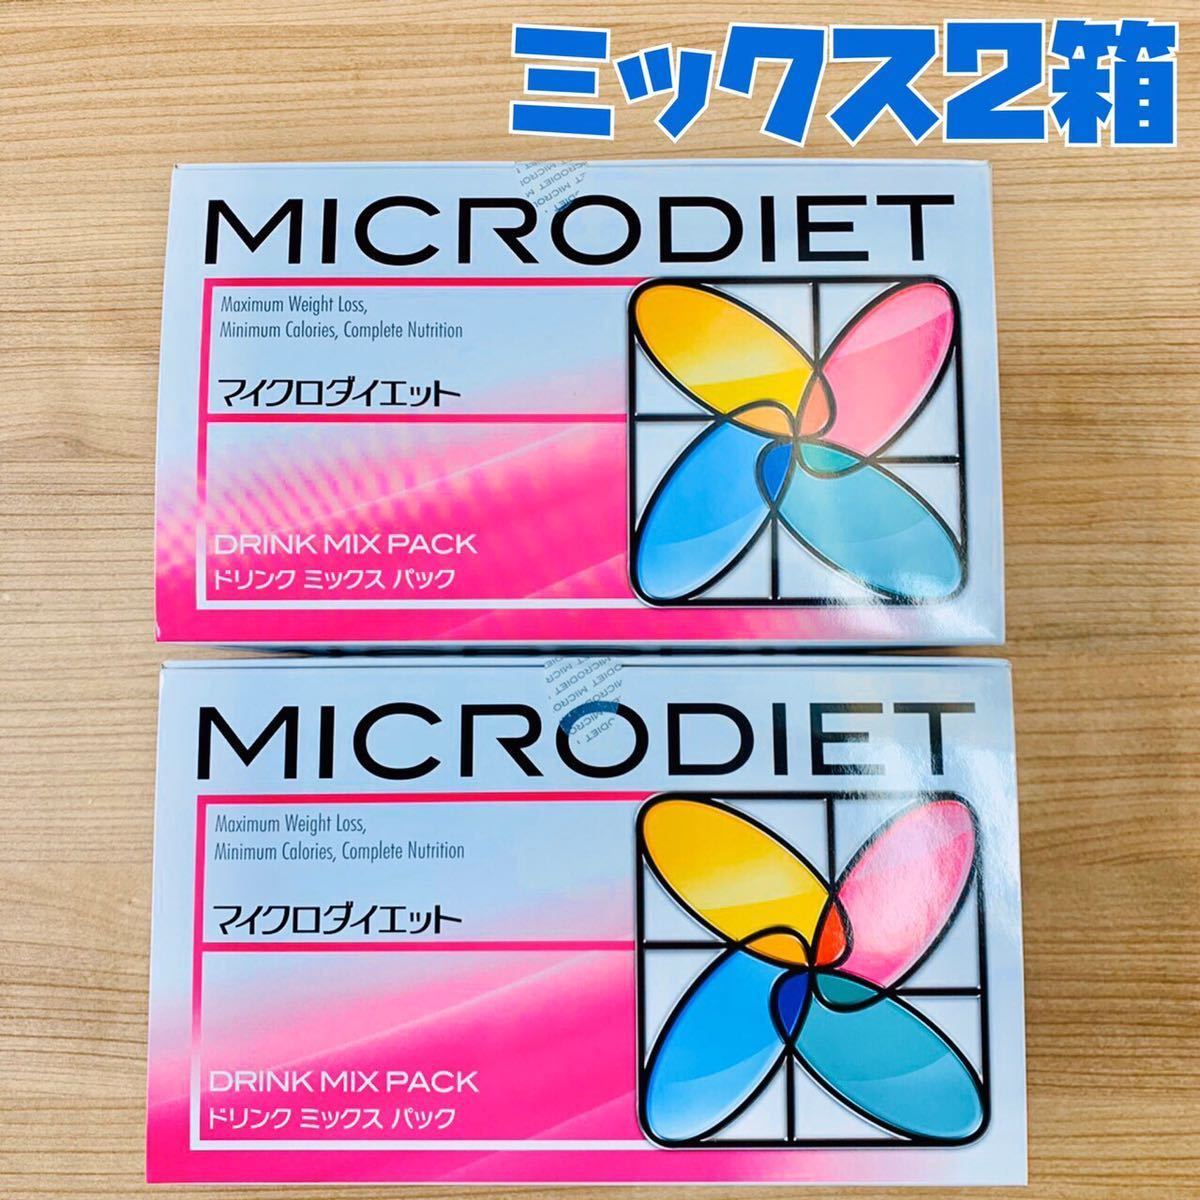 ミックス2箱
MICRODIET
Maximum Weight Loss,
Minimum Calories, Complete Nutrition
マイクロダイエット
DRINK MIX PACK
ドリンク ミックス パック
MICRODIET
Maximum Weight Loss,
Minimum Calories, Complete Nutrition
マイクロダイエット
DRINK MIX PACK
ドリンク ミックス パック